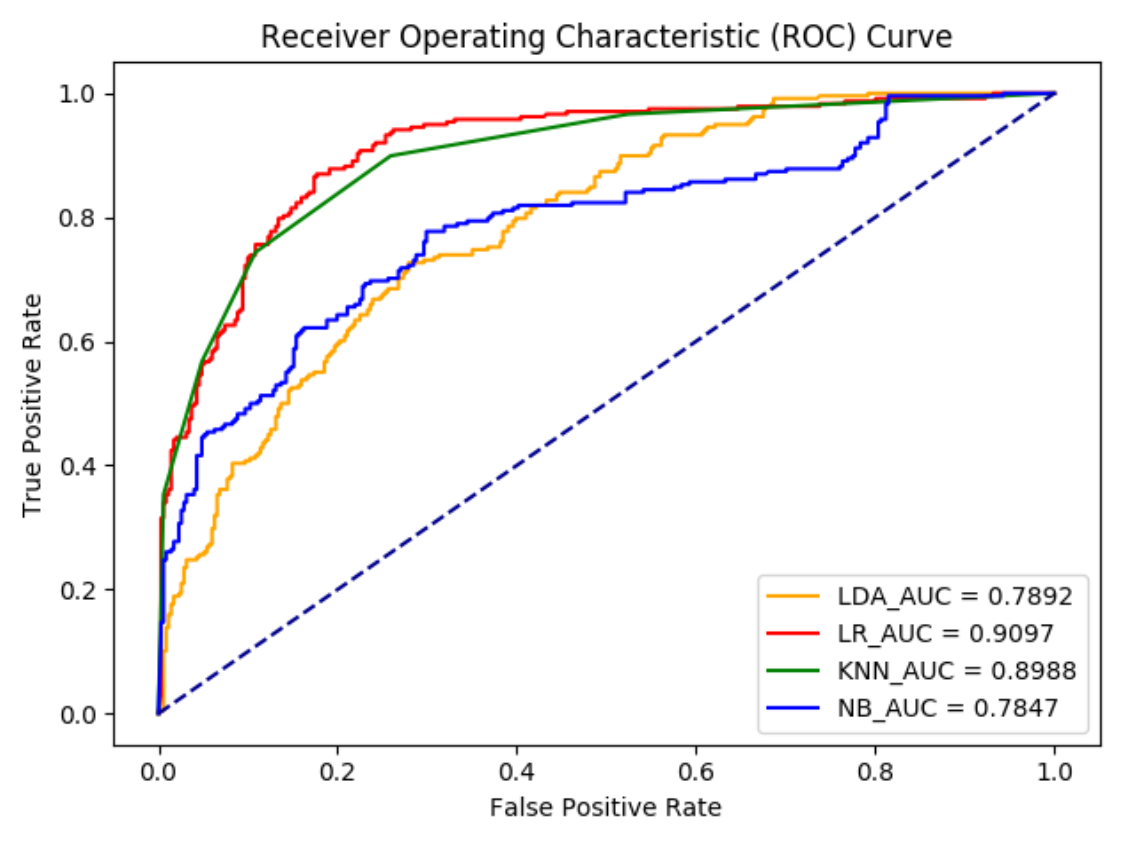 Receiver Operating Characteristic (ROC) Curve
1.0
0.8
0.6
0.4
0.2
0.0
True Positive Rate
LDA_AUC = 0.7892
LR_AUC = 0.9097
KNN_AUC = 0.8988
NB_AUC = 0.7847
0.0 0.2 0.4 0.6 0.8 1.0
False Positive Rate